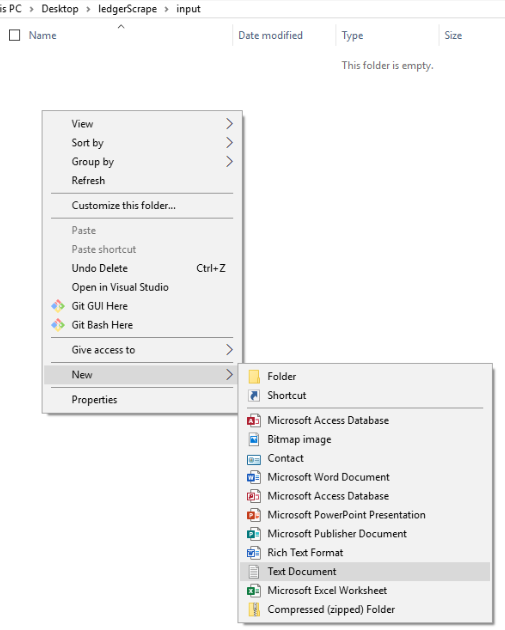 is PC > Desktop > ledgerScrape > input
Name Date modified Type Size
This folder is empty.
View
Sort by
Group by
Refresh
Customize this folder...
Paste
Paste shortcut
Undo Delete Ctrl+Z
Open in Visual Studio
Git GUI Here
Git Bash Here
Give access to
New
Properties
Folder
Shortcut
Microsoft Access Database
Bitmap image
Contact
Microsoft Word Document
Microsoft Access Database
Microsoft PowerPoint Presentation
Microsoft Publisher Document
Rich Text Format
Text Document
Microsoft Excel Worksheet
Compressed (zipped) Folder